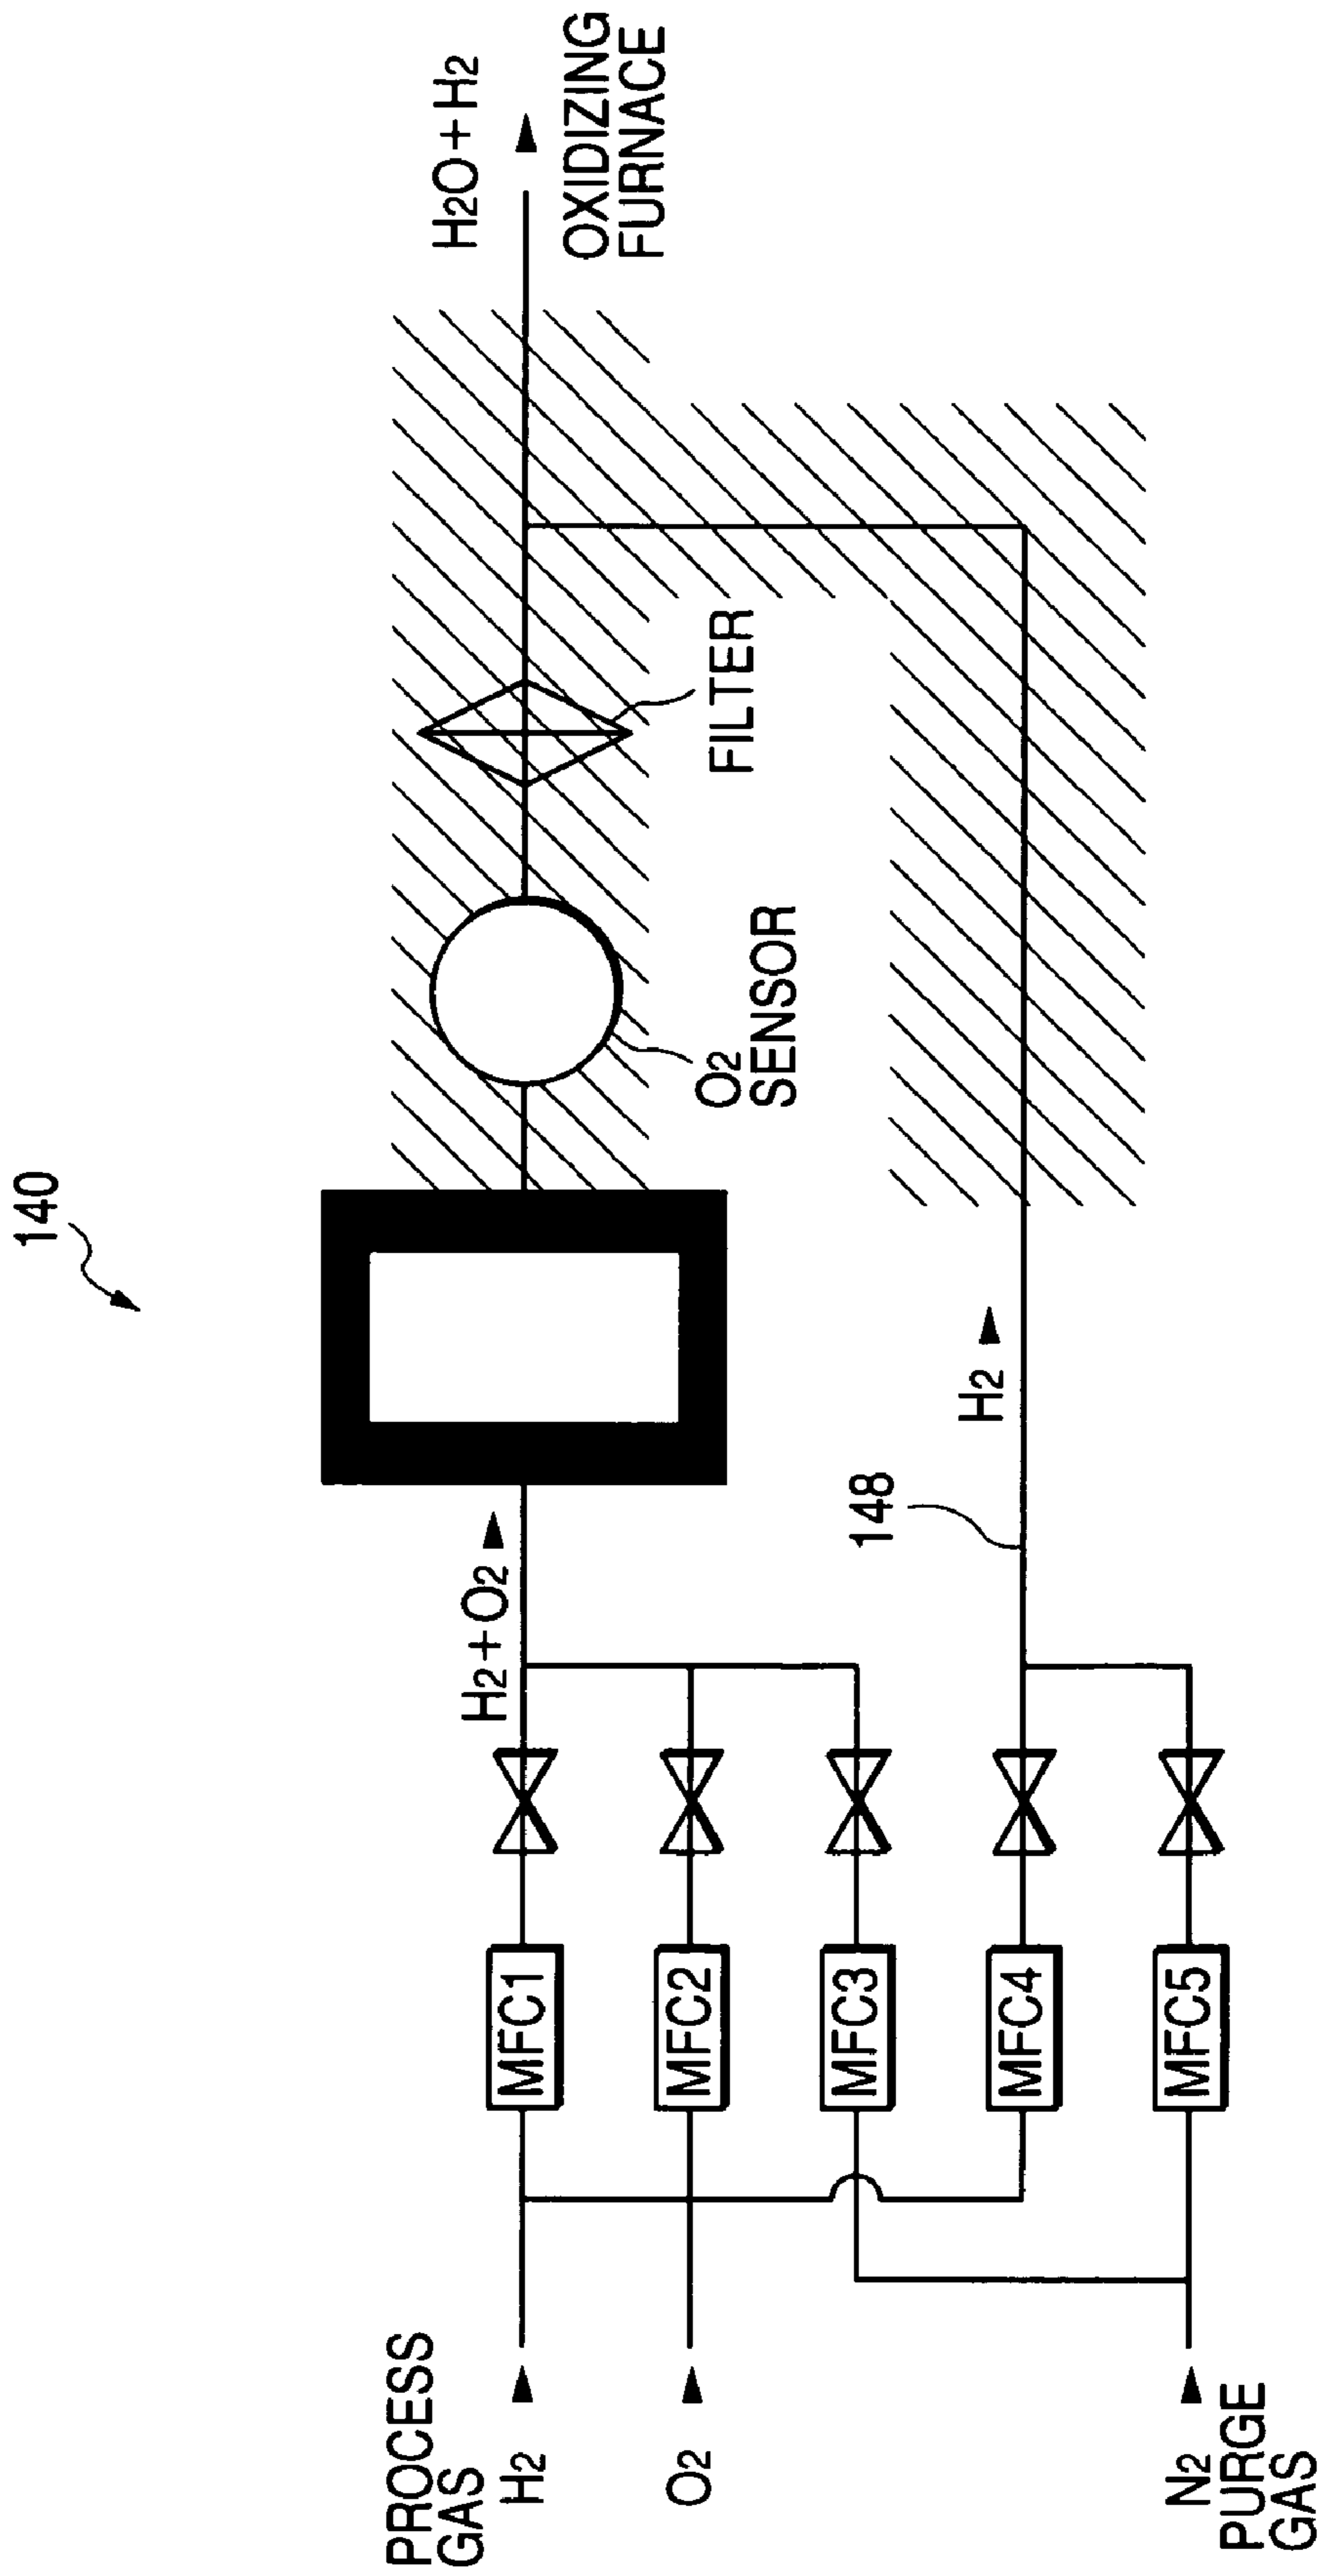 140
PROCESS
GAS
H2
O2
N2
PURGE
GAS
MFC1
MFC2
MFC3
MFC4
MFC5
H2+O2
148
H2
O2
SENSOR
FILTER
H2O+H2
OXIDIZING
FURNACE